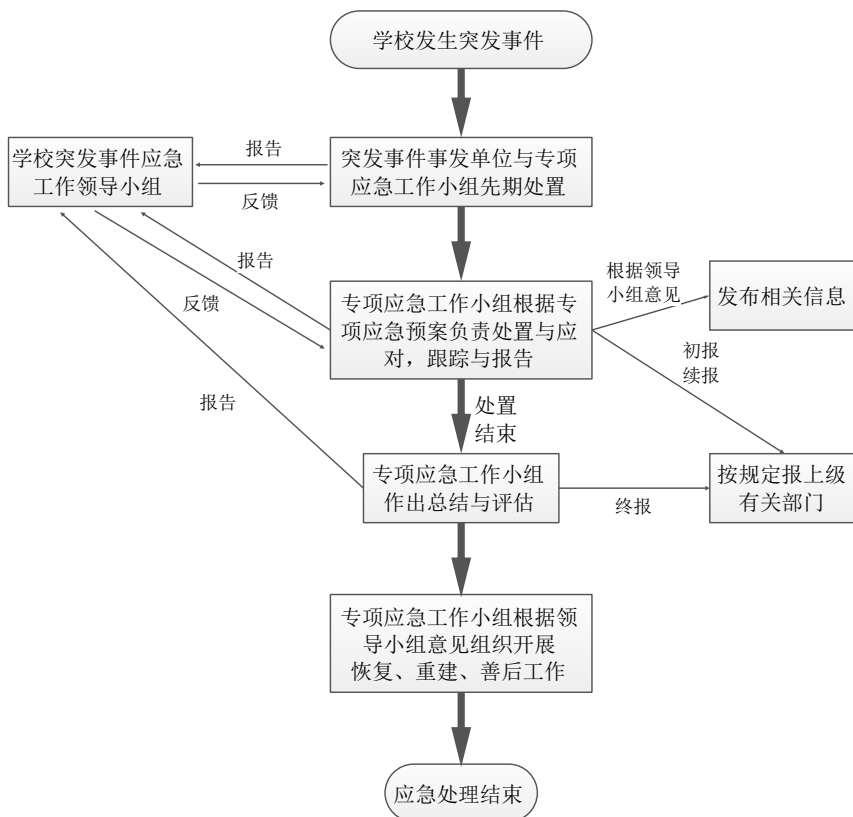 学校发生突发事件
学校突发事件应急
工作领导小组
报告
反馈
突发事件事发单位与专项
应急工作小组先期处置
报告
反馈
专项应急工作小组根据专
项应急预案负责处置与应
对，跟踪与报告
根据领导
小组意见
发布相关信息
初报
续报
报告
处置
结束
专项应急工作小组
作出总结与评估
终报
按规定报上级
有关部门
专项应急工作小组根据领
导小组意见组织开展
恢复、重建、善后工作
应急处理结束